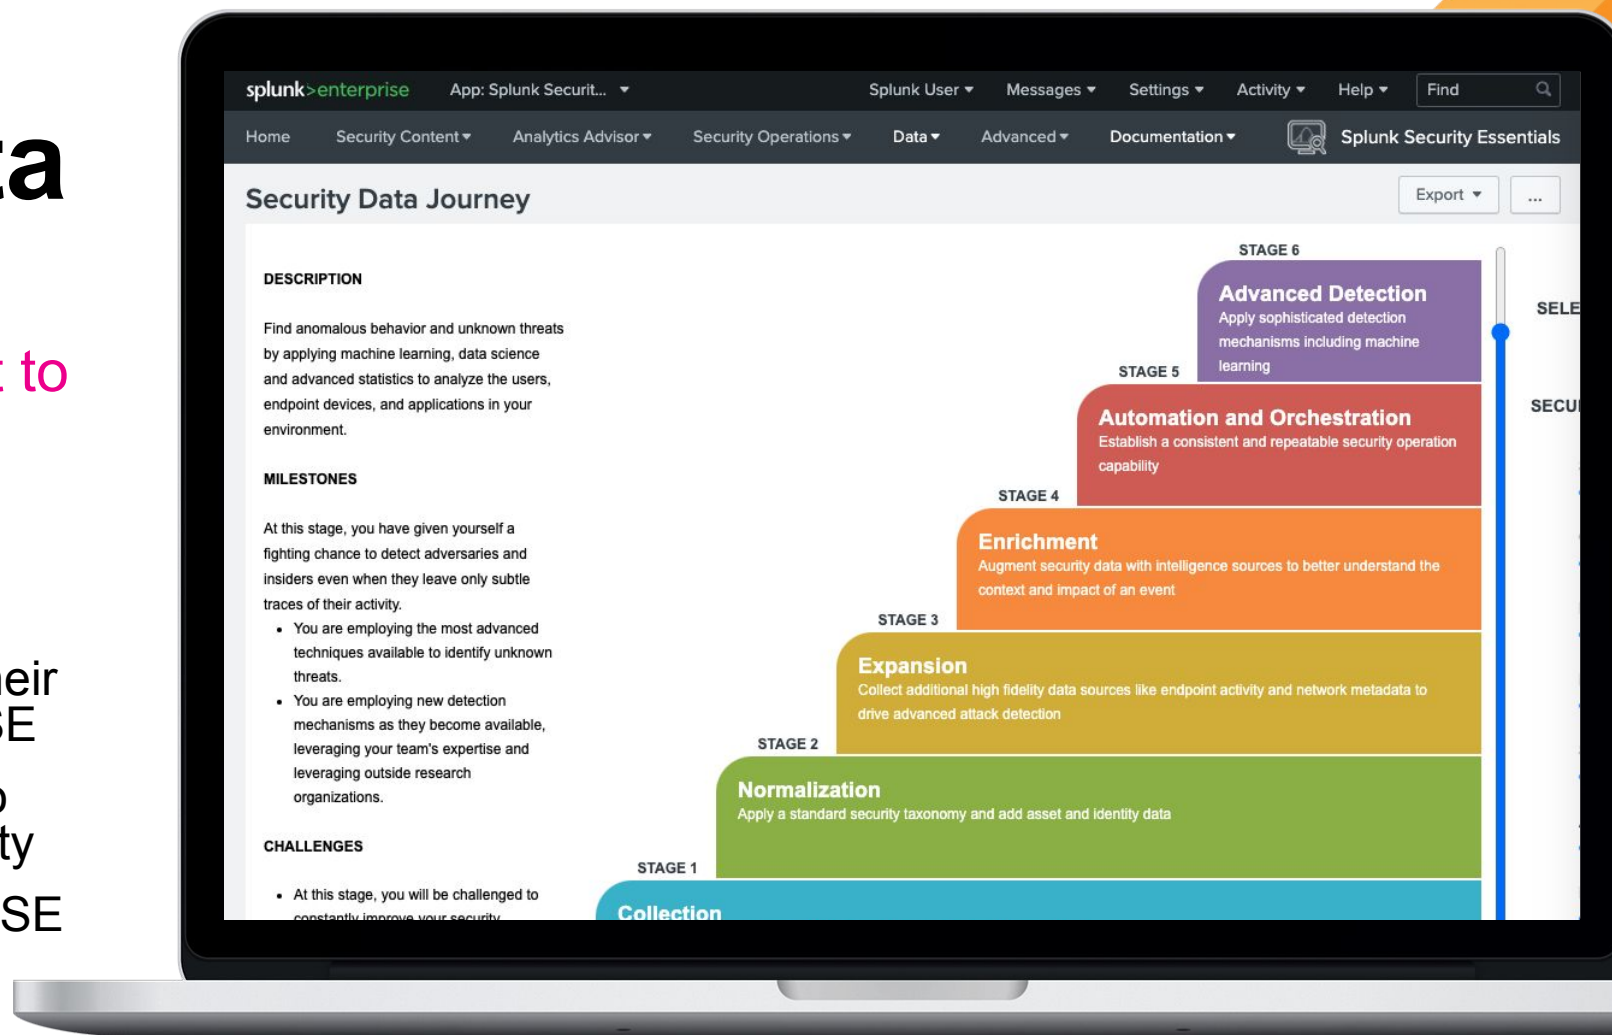 ta
t to
heir
SE
o
ty
SE
splunk>enterprise App: Splunk Securit... Splunk User Messages Settings Activity Help Find
Home Security Content Analytics Advisor Security Operations Data Advanced Documentation Splunk Security Essentials
Security Data Journey
Export ...
DESCRIPTION
Find anomalous behavior and unknown threats
by applying machine learning, data science
and advanced statistics to analyze the users,
endpoint devices, and applications in your
environment.
MILESTONES
At this stage, you have given yourself a
fighting chance to detect adversaries and
insiders even when they leave only subtle
traces of their activity.
• You are employing the most advanced
techniques available to identify unknown
threats.
• You are employing new detection
mechanisms as they become available,
leveraging your team's expertise and
leveraging outside research
organizations.
CHALLENGES
• At this stage, you will be challenged to
constantly improve your security
STAGE 6
Advanced Detection
Apply sophisticated detection
mechanisms including machine
learning
STAGE 5
Automation and Orchestration
Establish a consistent and repeatable security operation
capability
STAGE 4
Enrichment
Augment security data with intelligence sources to better understand the
context and impact of an event
STAGE 3
Expansion
Collect additional high fidelity data sources like endpoint activity and network metadata to
drive advanced attack detection
STAGE 2
Normalization
Apply a standard security taxonomy and add asset and identity data
STAGE 1
Collection
SELE
SECU